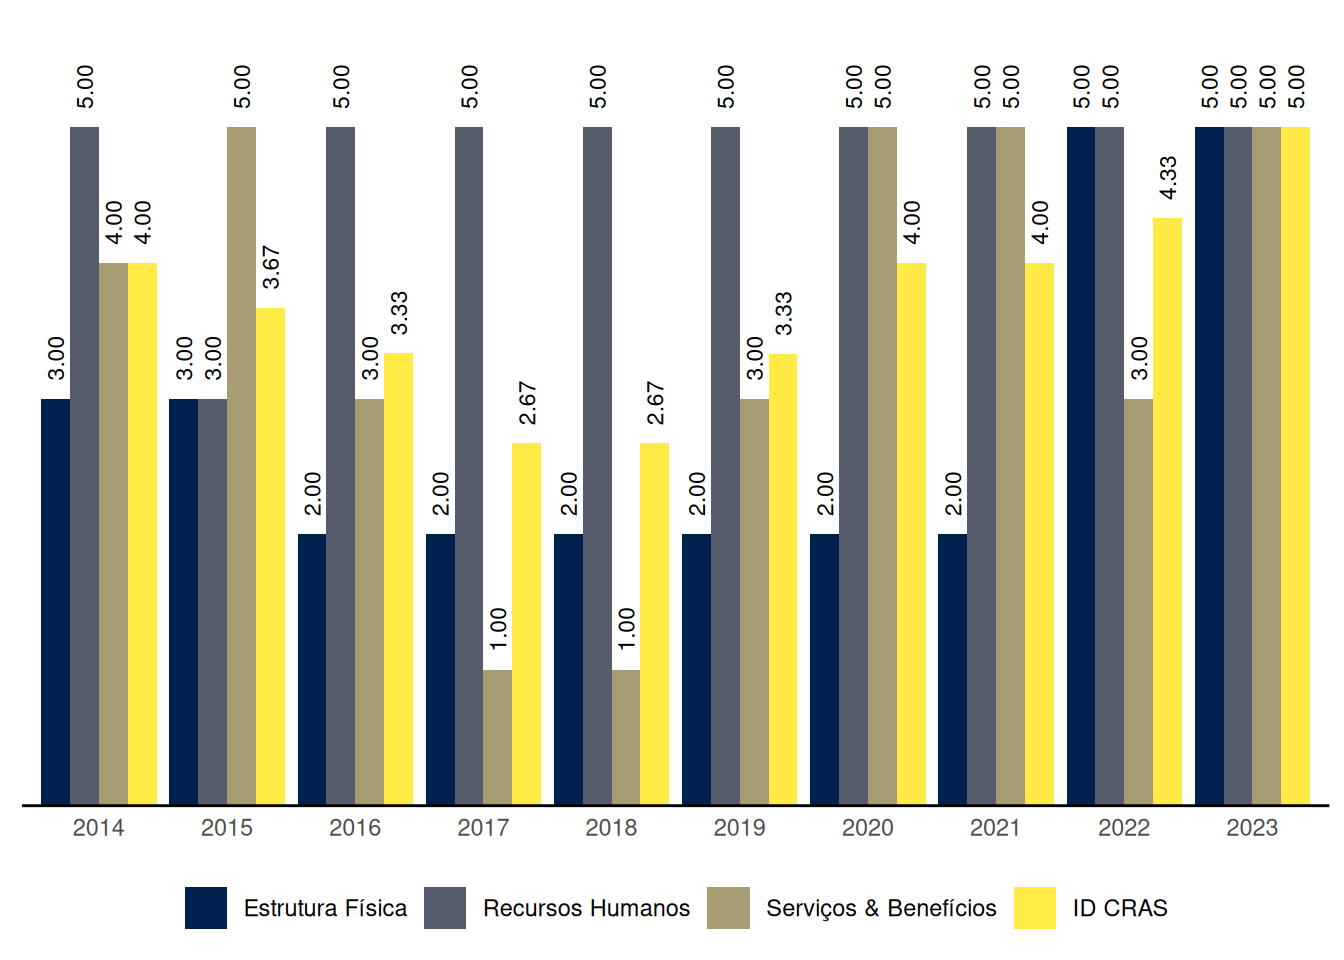 5.00 5.00 5.00 5.00 5.00 5.00 5.00 5.00 5.00 5.00 5.00 5.00 5.00 5.00 5.00 5.00
4.33
4.00 4.00 4.00 4.00
3.67
3.33 3.33
3.00 3.00 3.00 3.00 3.00 3.00
2.67 2.67
2.00 2.00 2.00 2.00 2.00 2.00
1.00 1.00
2014 2015 2016 2017 2018 2019 2020 2021 2022 2023
Estrutura Física Recursos Humanos Serviços & Benefícios ID CRAS